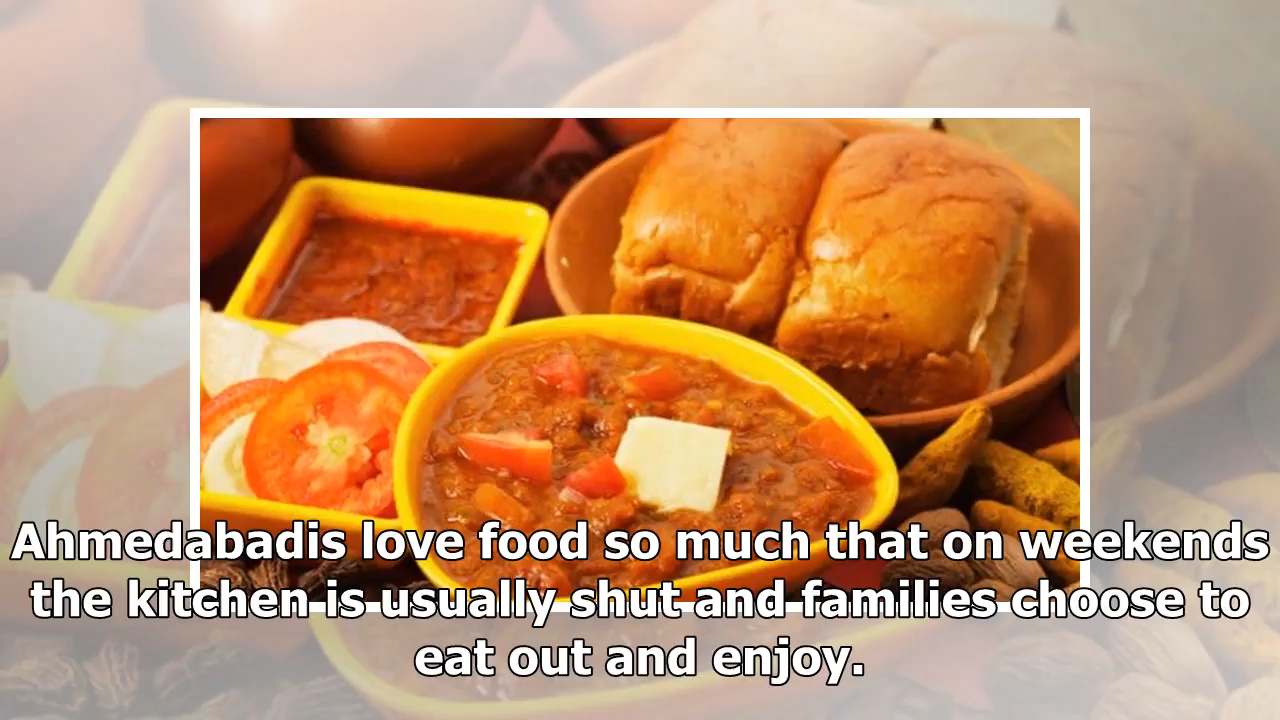 Ahmedabadis love food so much that on weekends
the kitchen is usually shut and families choose to
eat out and enjoy.